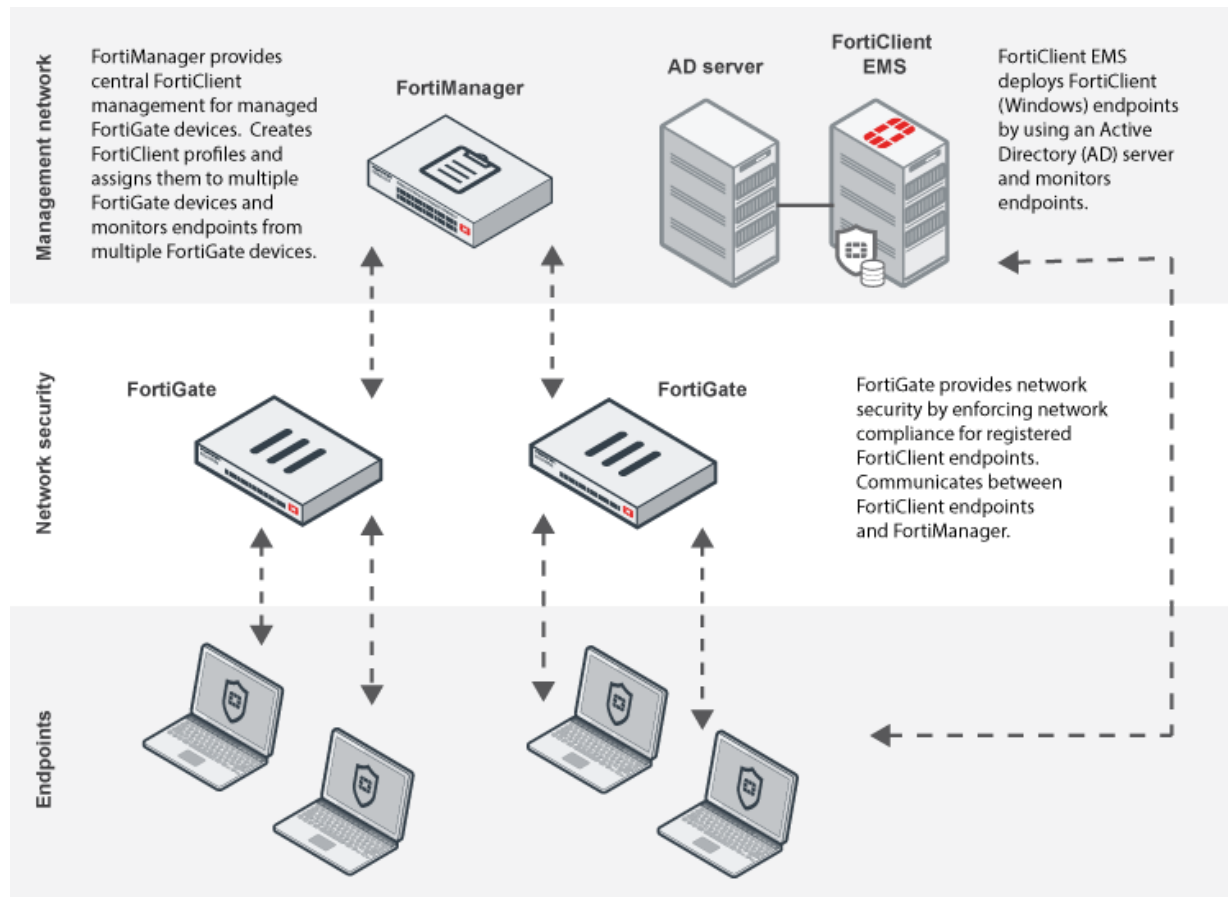 Management network
FortiManager provides
central FortiClient
management for managed
FortiGate devices. Creates
FortiClient profiles and
assigns them to multiple
FortiGate devices and
monitors endpoints from
multiple FortiGate devices.
FortiManager
AD server
FortiClient
EMS
FortiClient EMS
deploys FortiClient
(Windows) endpoints
by using an Active
Directory (AD) server
and monitors
endpoints.
Network security
FortiGate
FortiGate
FortiGate provides network
security by enforcing network
compliance for registered
FortiClient endpoints.
Communicates between
FortiClient endpoints
and FortiManager.
Endpoints